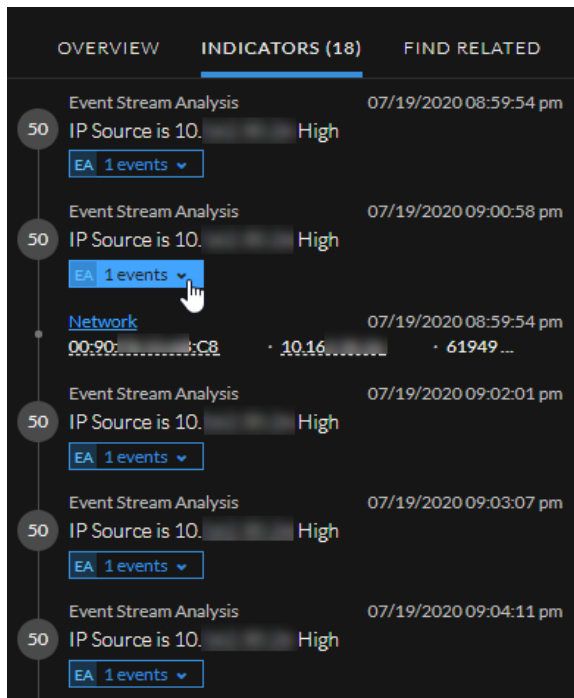 OVERVIEW INDICATORS (18) FIND RELATED
Event Stream Analysis 07/19/2020 08:59:54 pm
50 IP Source is 10. High
EA 1 events
Event Stream Analysis 07/19/2020 09:00:58 pm
50 IP Source is 10. High
EA 1 events
Network 07/19/2020 08:59:54 pm
00:90: :C8 · 10.16 · 61949 ...
Event Stream Analysis 07/19/2020 09:02:01 pm
50 IP Source is 10. High
EA 1 events
Event Stream Analysis 07/19/2020 09:03:07 pm
50 IP Source is 10. High
EA 1 events
Event Stream Analysis 07/19/2020 09:04:11 pm
50 IP Source is 10. High
EA 1 events